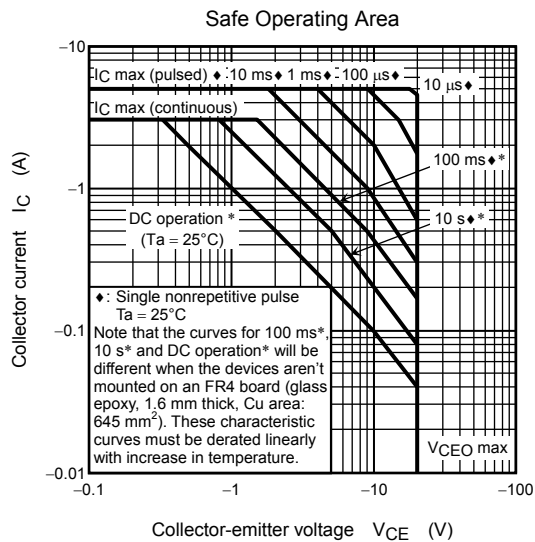 Safe Operating Area
−10
IC max (pulsed) ♦ 10 ms♦ 1 ms♦ 100 μs♦
10 μs♦
IC max (continuous)
100 ms♦*
−1
10 s♦*
DC operation *
(Ta = 25°C)
♦: Single nonrepetitive pulse
Ta = 25°C
Note that the curves for 100 ms*,
10 s* and DC operation* will be
different when the devices aren't
mounted on an FR4 board (glass
epoxy, 1.6 mm thick, Cu area:
645 mm²). These characteristic
curves must be derated linearly
with increase in temperature.
−0.1
VCEO max
−0.01
−0.1 −1 −10 −100
Collector current IC (A)
Collector-emitter voltage VCE (V)